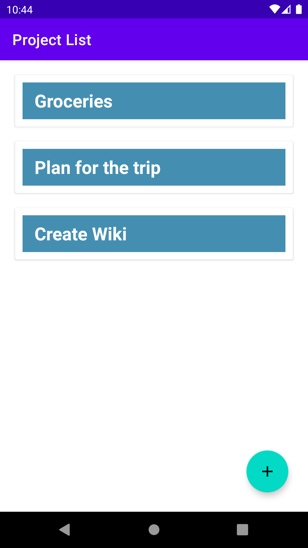 10:44
Project List
Groceries
Plan for the trip
Create Wiki
+